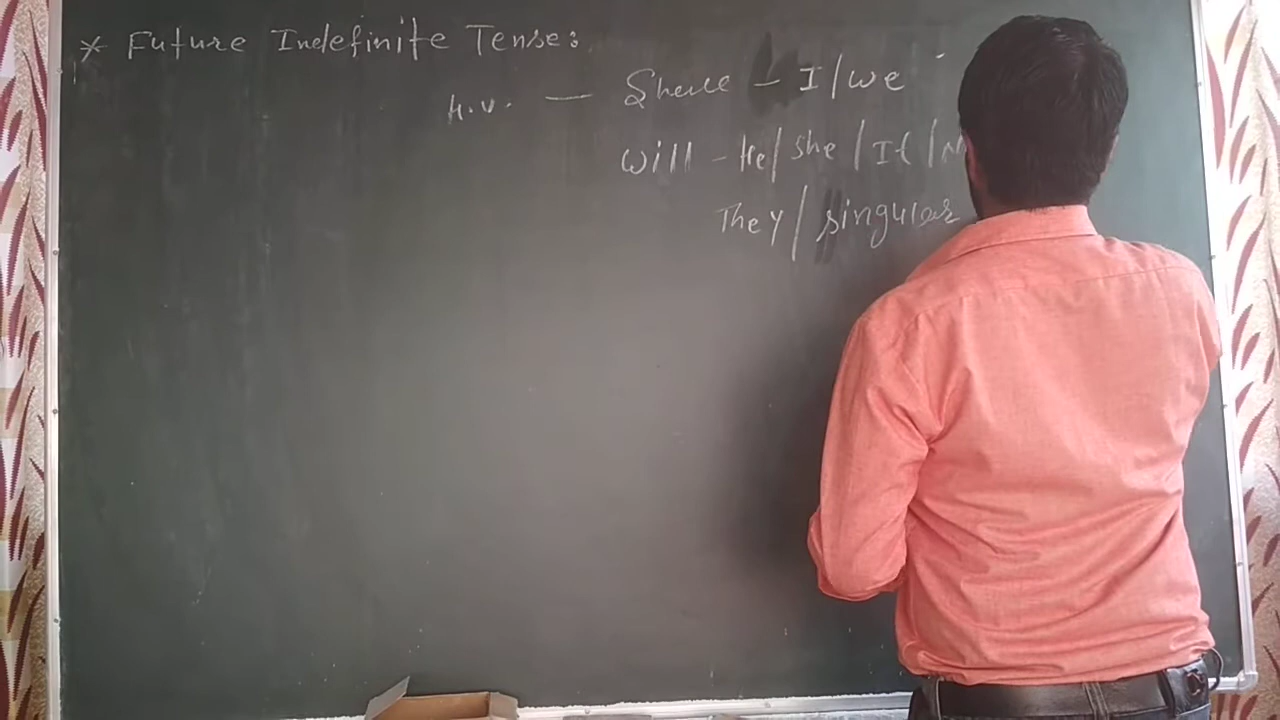 * Future Indefinite Tense:
H.V. — Shall - I/we
will - He/she/It/N
They/singular